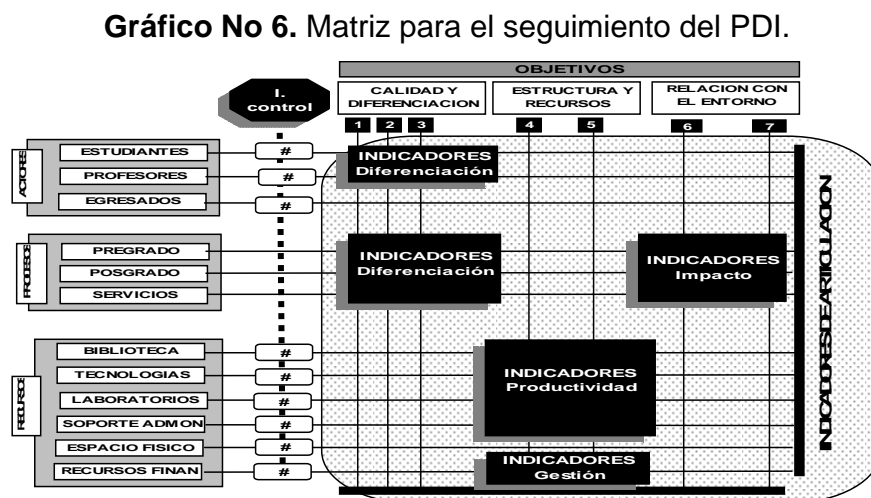 Gráfico No 6. Matriz para el seguimiento del PDI.
OBJETIVOS
I.
control
CALIDAD Y
DIFERENCIACION
ESTRUCTURA Y
RECURSOS
RELACION CON
EL ENTORNO
1 2 3 4 5 6 7
ACTORES
ESTUDIANTES #
PROFESORES #
EGRESADOS #
INDICADORES
Diferenciación
PROCESOS
PREGRADO
POSGRADO
SERVICIOS
INDICADORES
Diferenciación
INDICADORES
Impacto
RECURSOS
BIBLIOTECA #
TECNOLOGIAS #
LABORATORIOS #
SOPORTE ADMON #
ESPACIO FISICO #
RECURSOS FINAN #
INDICADORES
Productividad
INDICADORES
Gestión
INDICADORES DE ARTICULACION